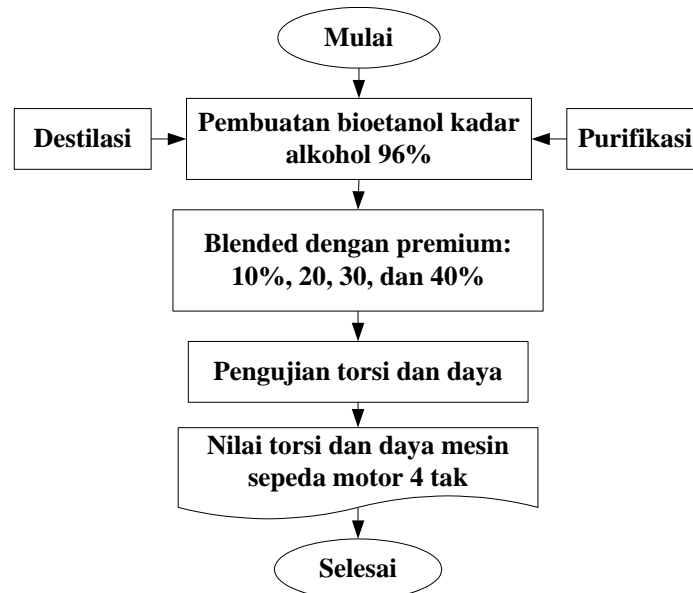 Mulai
Destilasi
Pembuatan bioetanol kadar
alkohol 96%
Purifikasi
Blended dengan premium:
10%, 20, 30, dan 40%
Pengujian torsi dan daya
Nilai torsi dan daya mesin
sepeda motor 4 tak
Selesai